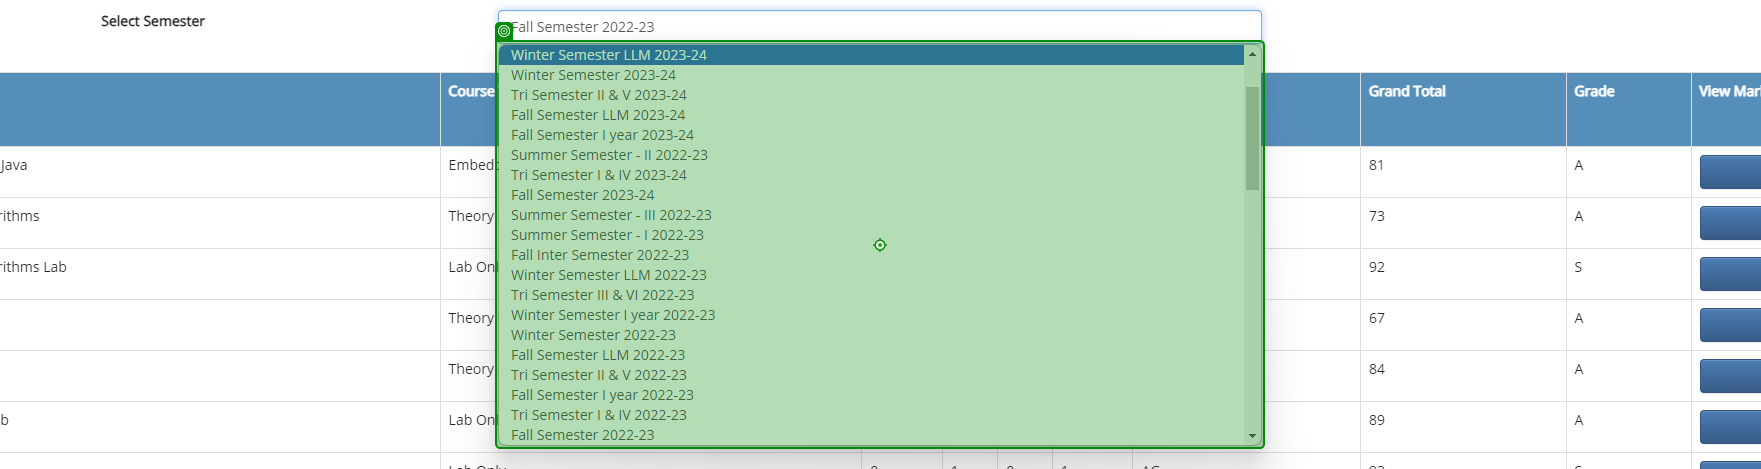 Select Semester
Fall Semester 2022-23
Winter Semester LLM 2023-24
Winter Semester 2023-24
Tri Semester II & V 2023-24
Fall Semester LLM 2023-24
Fall Semester I year 2023-24
Summer Semester - II 2022-23
Tri Semester I & IV 2023-24
Fall Semester 2023-24
Summer Semester - III 2022-23
Summer Semester - I 2022-23
Fall Inter Semester 2022-23
Winter Semester LLM 2022-23
Tri Semester III & VI 2022-23
Winter Semester I year 2022-23
Winter Semester 2022-23
Fall Semester LLM 2022-23
Tri Semester II & V 2022-23
Fall Semester I year 2022-23
Tri Semester I & IV 2022-23
Fall Semester 2022-23
Course Grand Total Grade View Mar
Java Embed 81 A
rithms Theory 73 A
rithms Lab Lab On 92 S
Theory 67 A
Theory 84 A
b Lab On 89 A